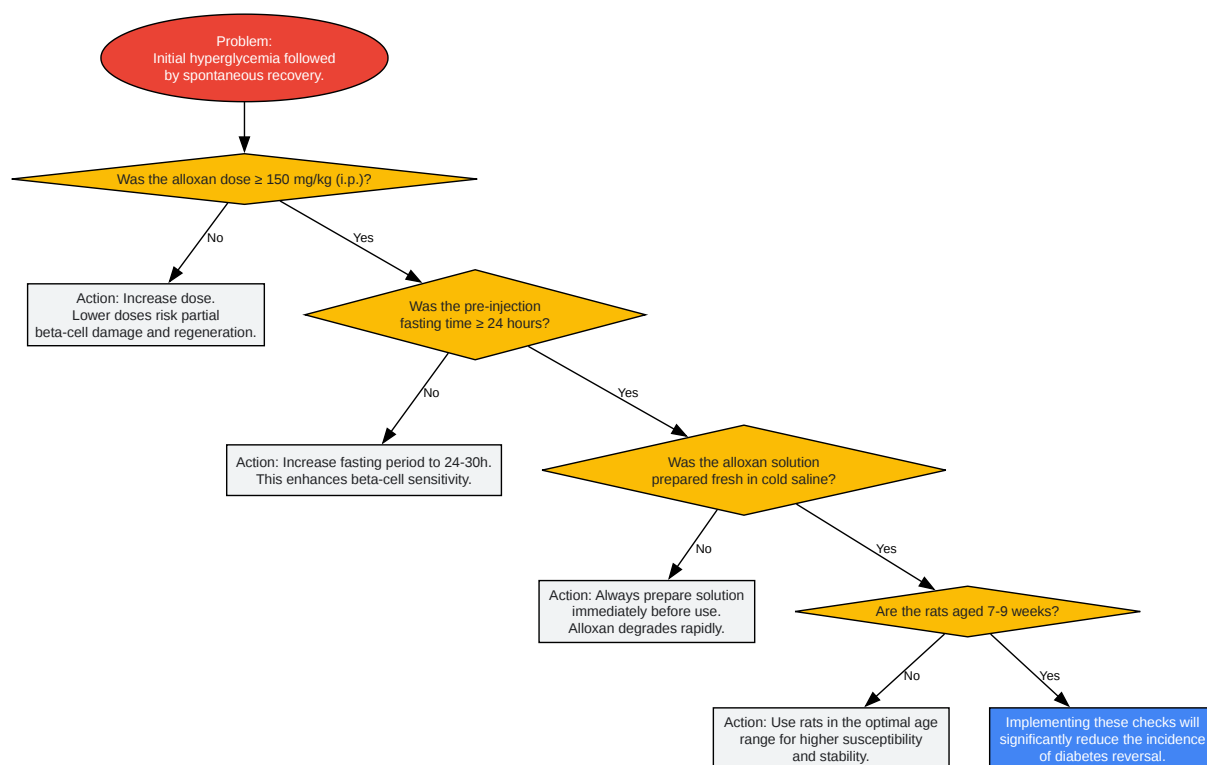 Problem:
Initial hyperglycemia followed
by spontaneous recovery.
Was the alloxan dose ≥ 150 mg/kg (i.p.)?
No
Yes
Action: Increase dose.
Lower doses risk partial
beta-cell damage and regeneration.
Was the pre-injection
fasting time ≥ 24 hours?
No
Yes
Action: Increase fasting period to 24-30h.
This enhances beta-cell sensitivity.
Was the alloxan solution
prepared fresh in cold saline?
No
Yes
Action: Always prepare solution
immediately before use.
Alloxan degrades rapidly.
Are the rats aged 7-9 weeks?
No
Yes
Action: Use rats in the optimal age
range for higher susceptibility
and stability.
Implementing these checks will
significantly reduce the incidence
of diabetes reversal.